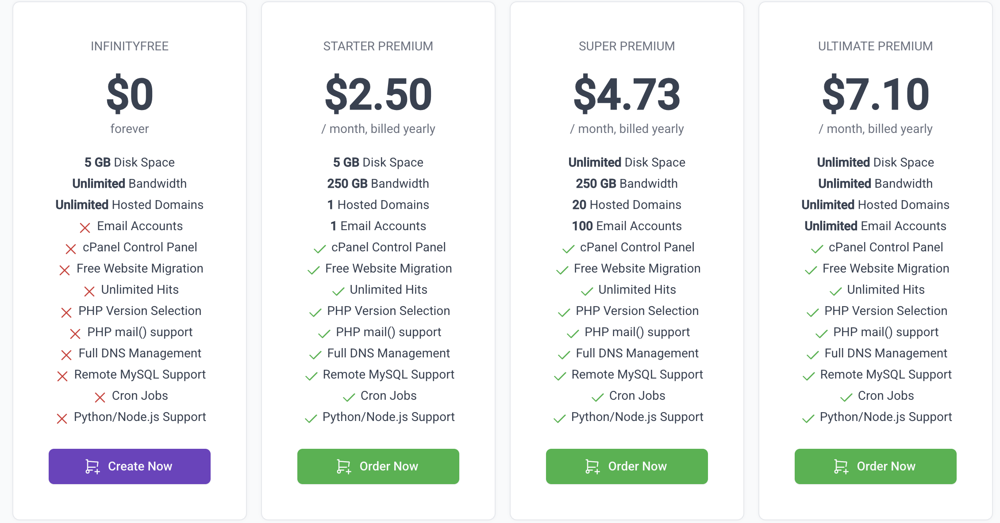 INFINITYFREE
$0
forever
5 GB Disk Space
Unlimited Bandwidth
Unlimited Hosted Domains
Email Accounts
cPanel Control Panel
Free Website Migration
Unlimited Hits
PHP Version Selection
PHP mail() support
Full DNS Management
Remote MySQL Support
Cron Jobs
Python/Node.js Support
Create Now
STARTER PREMIUM
$2.50
/ month, billed yearly
5 GB Disk Space
250 GB Bandwidth
1 Hosted Domains
1 Email Accounts
cPanel Control Panel
Free Website Migration
Unlimited Hits
PHP Version Selection
PHP mail() support
Full DNS Management
Remote MySQL Support
Cron Jobs
Python/Node.js Support
Order Now
SUPER PREMIUM
$4.73
/ month, billed yearly
Unlimited Disk Space
250 GB Bandwidth
20 Hosted Domains
100 Email Accounts
cPanel Control Panel
Free Website Migration
Unlimited Hits
PHP Version Selection
PHP mail() support
Full DNS Management
Remote MySQL Support
Cron Jobs
Python/Node.js Support
Order Now
ULTIMATE PREMIUM
$7.10
/ month, billed yearly
Unlimited Disk Space
Unlimited Bandwidth
Unlimited Hosted Domains
Unlimited Email Accounts
cPanel Control Panel
Free Website Migration
Unlimited Hits
PHP Version Selection
PHP mail() support
Full DNS Management
Remote MySQL Support
Cron Jobs
Python/Node.js Support
Order Now